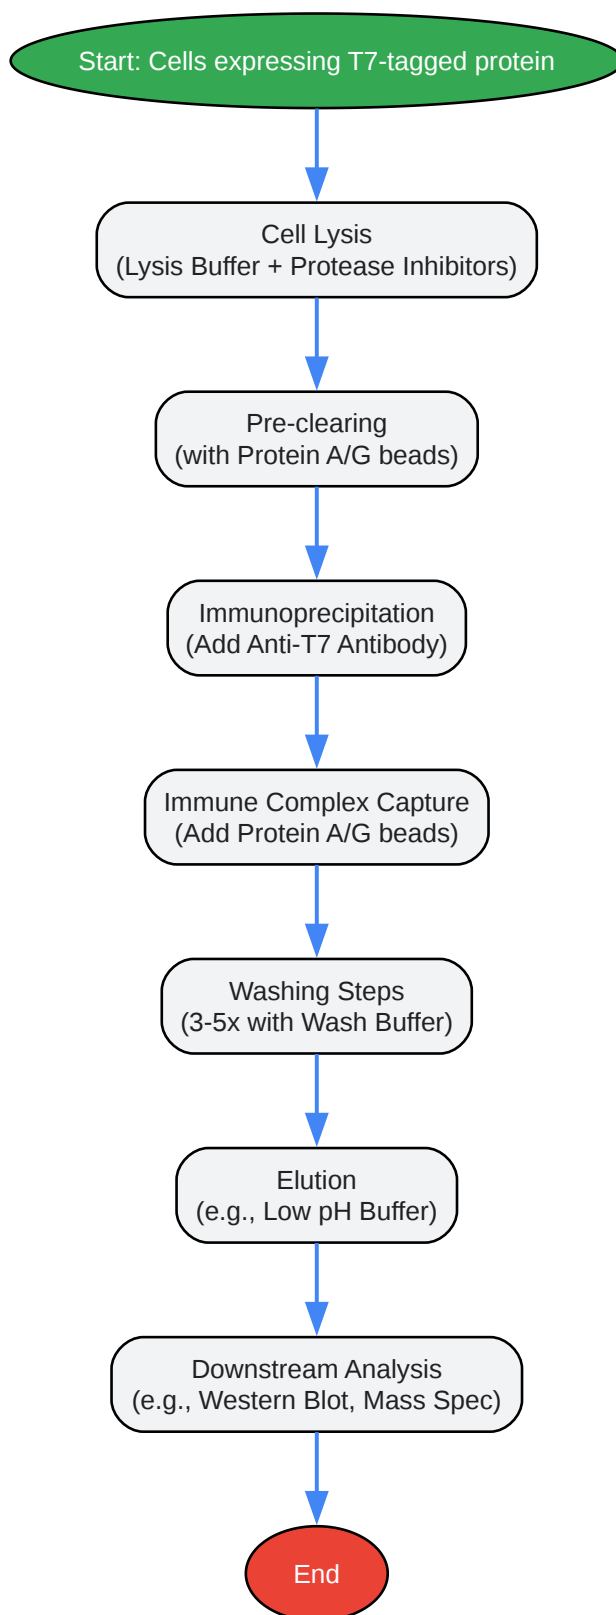 Start: Cells expressing T7-tagged protein
Cell Lysis
(Lysis Buffer + Protease Inhibitors)
Pre-clearing
(with Protein A/G beads)
Immunoprecipitation
(Add Anti-T7 Antibody)
Immune Complex Capture
(Add Protein A/G beads)
Washing Steps
(3-5x with Wash Buffer)
Elution
(e.g., Low pH Buffer)
Downstream Analysis
(e.g., Western Blot, Mass Spec)
End